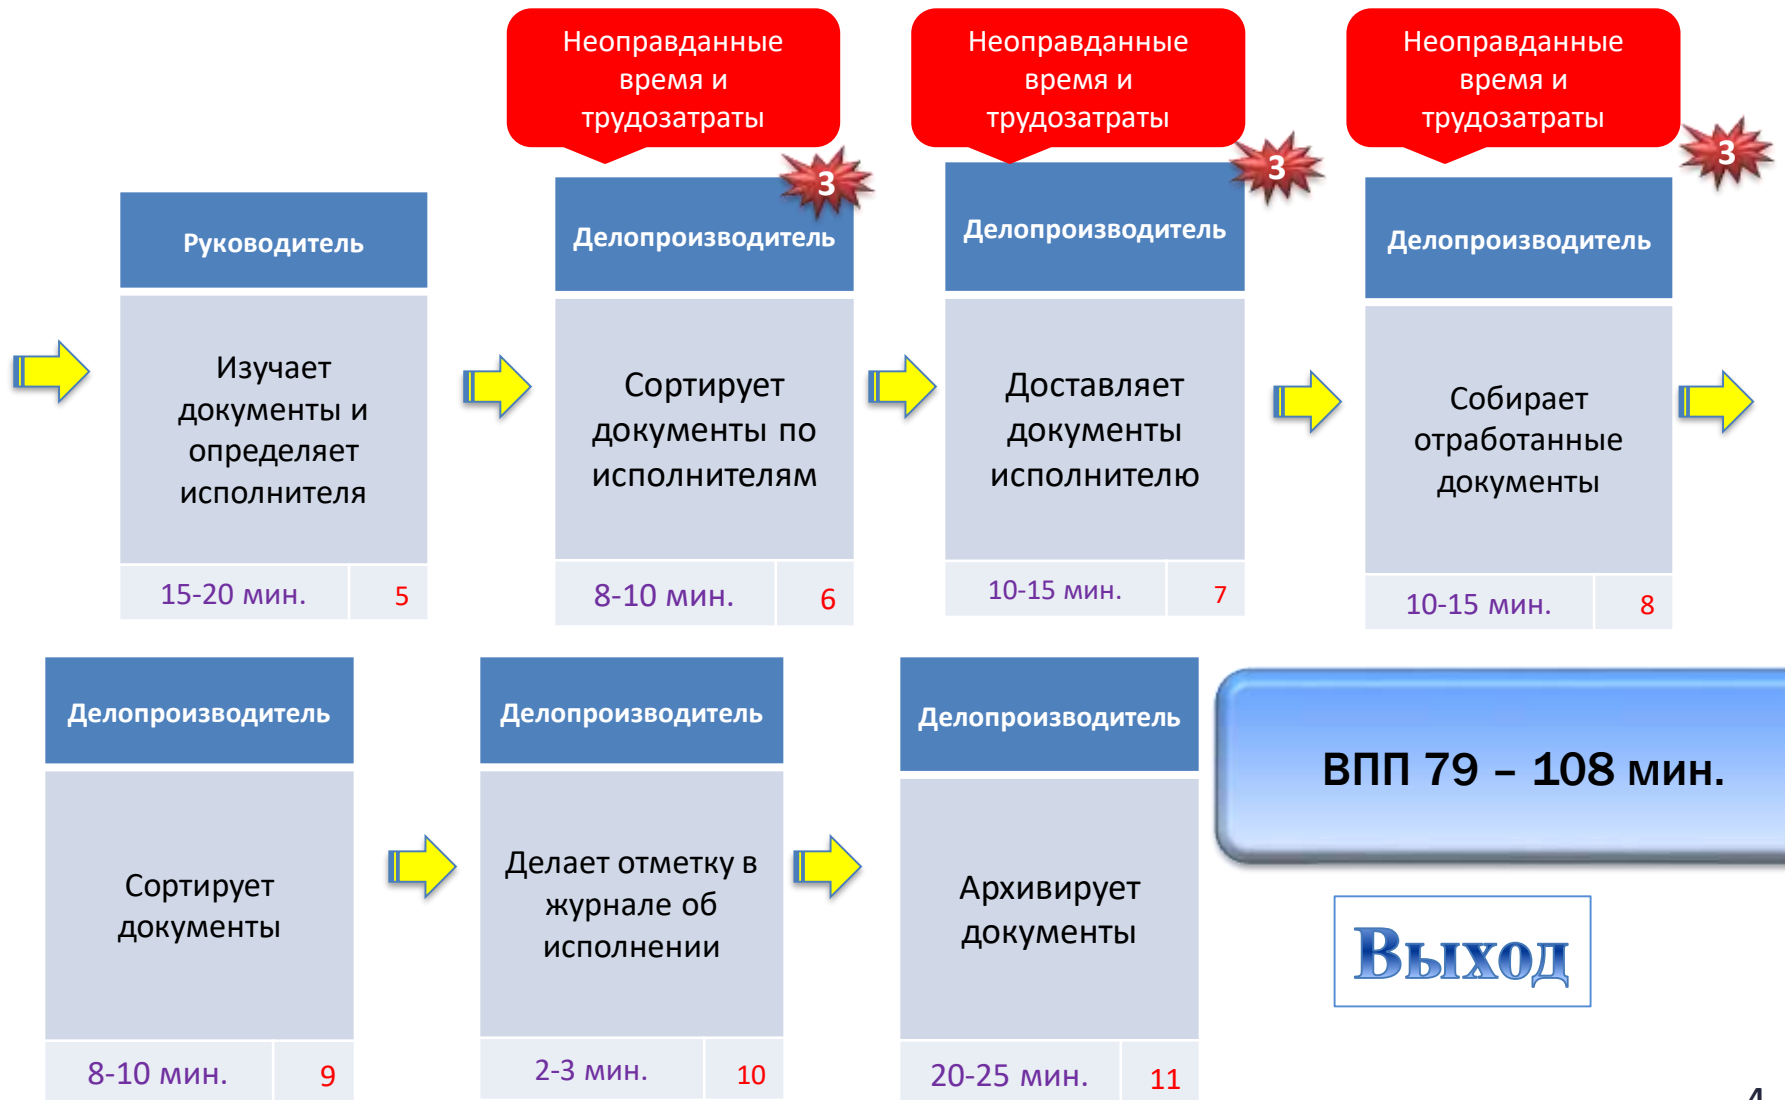 Неоправданные
время и
трудозатраты
Неоправданные
время и
трудозатраты
Неоправданные
время и
трудозатраты
3
3
3
Руководитель
Изучает
документы и
определяет
исполнителя
15-20 мин.
5
Делопроизводитель
Сортирует
документы по
исполнителям
8-10 мин.
6
Делопроизводитель
Доставляет
документы
исполнителю
10-15 мин.
7
Делопроизводитель
Собирает
отработанные
документы
10-15 мин.
8
Делопроизводитель
Сортирует
документы
8-10 мин.
9
Делопроизводитель
Делает отметку в
журнале об
исполнении
2-3 мин.
10
Делопроизводитель
Архивирует
документы
20-25 мин.
11
ВПП 79 – 108 мин.
Выход
4